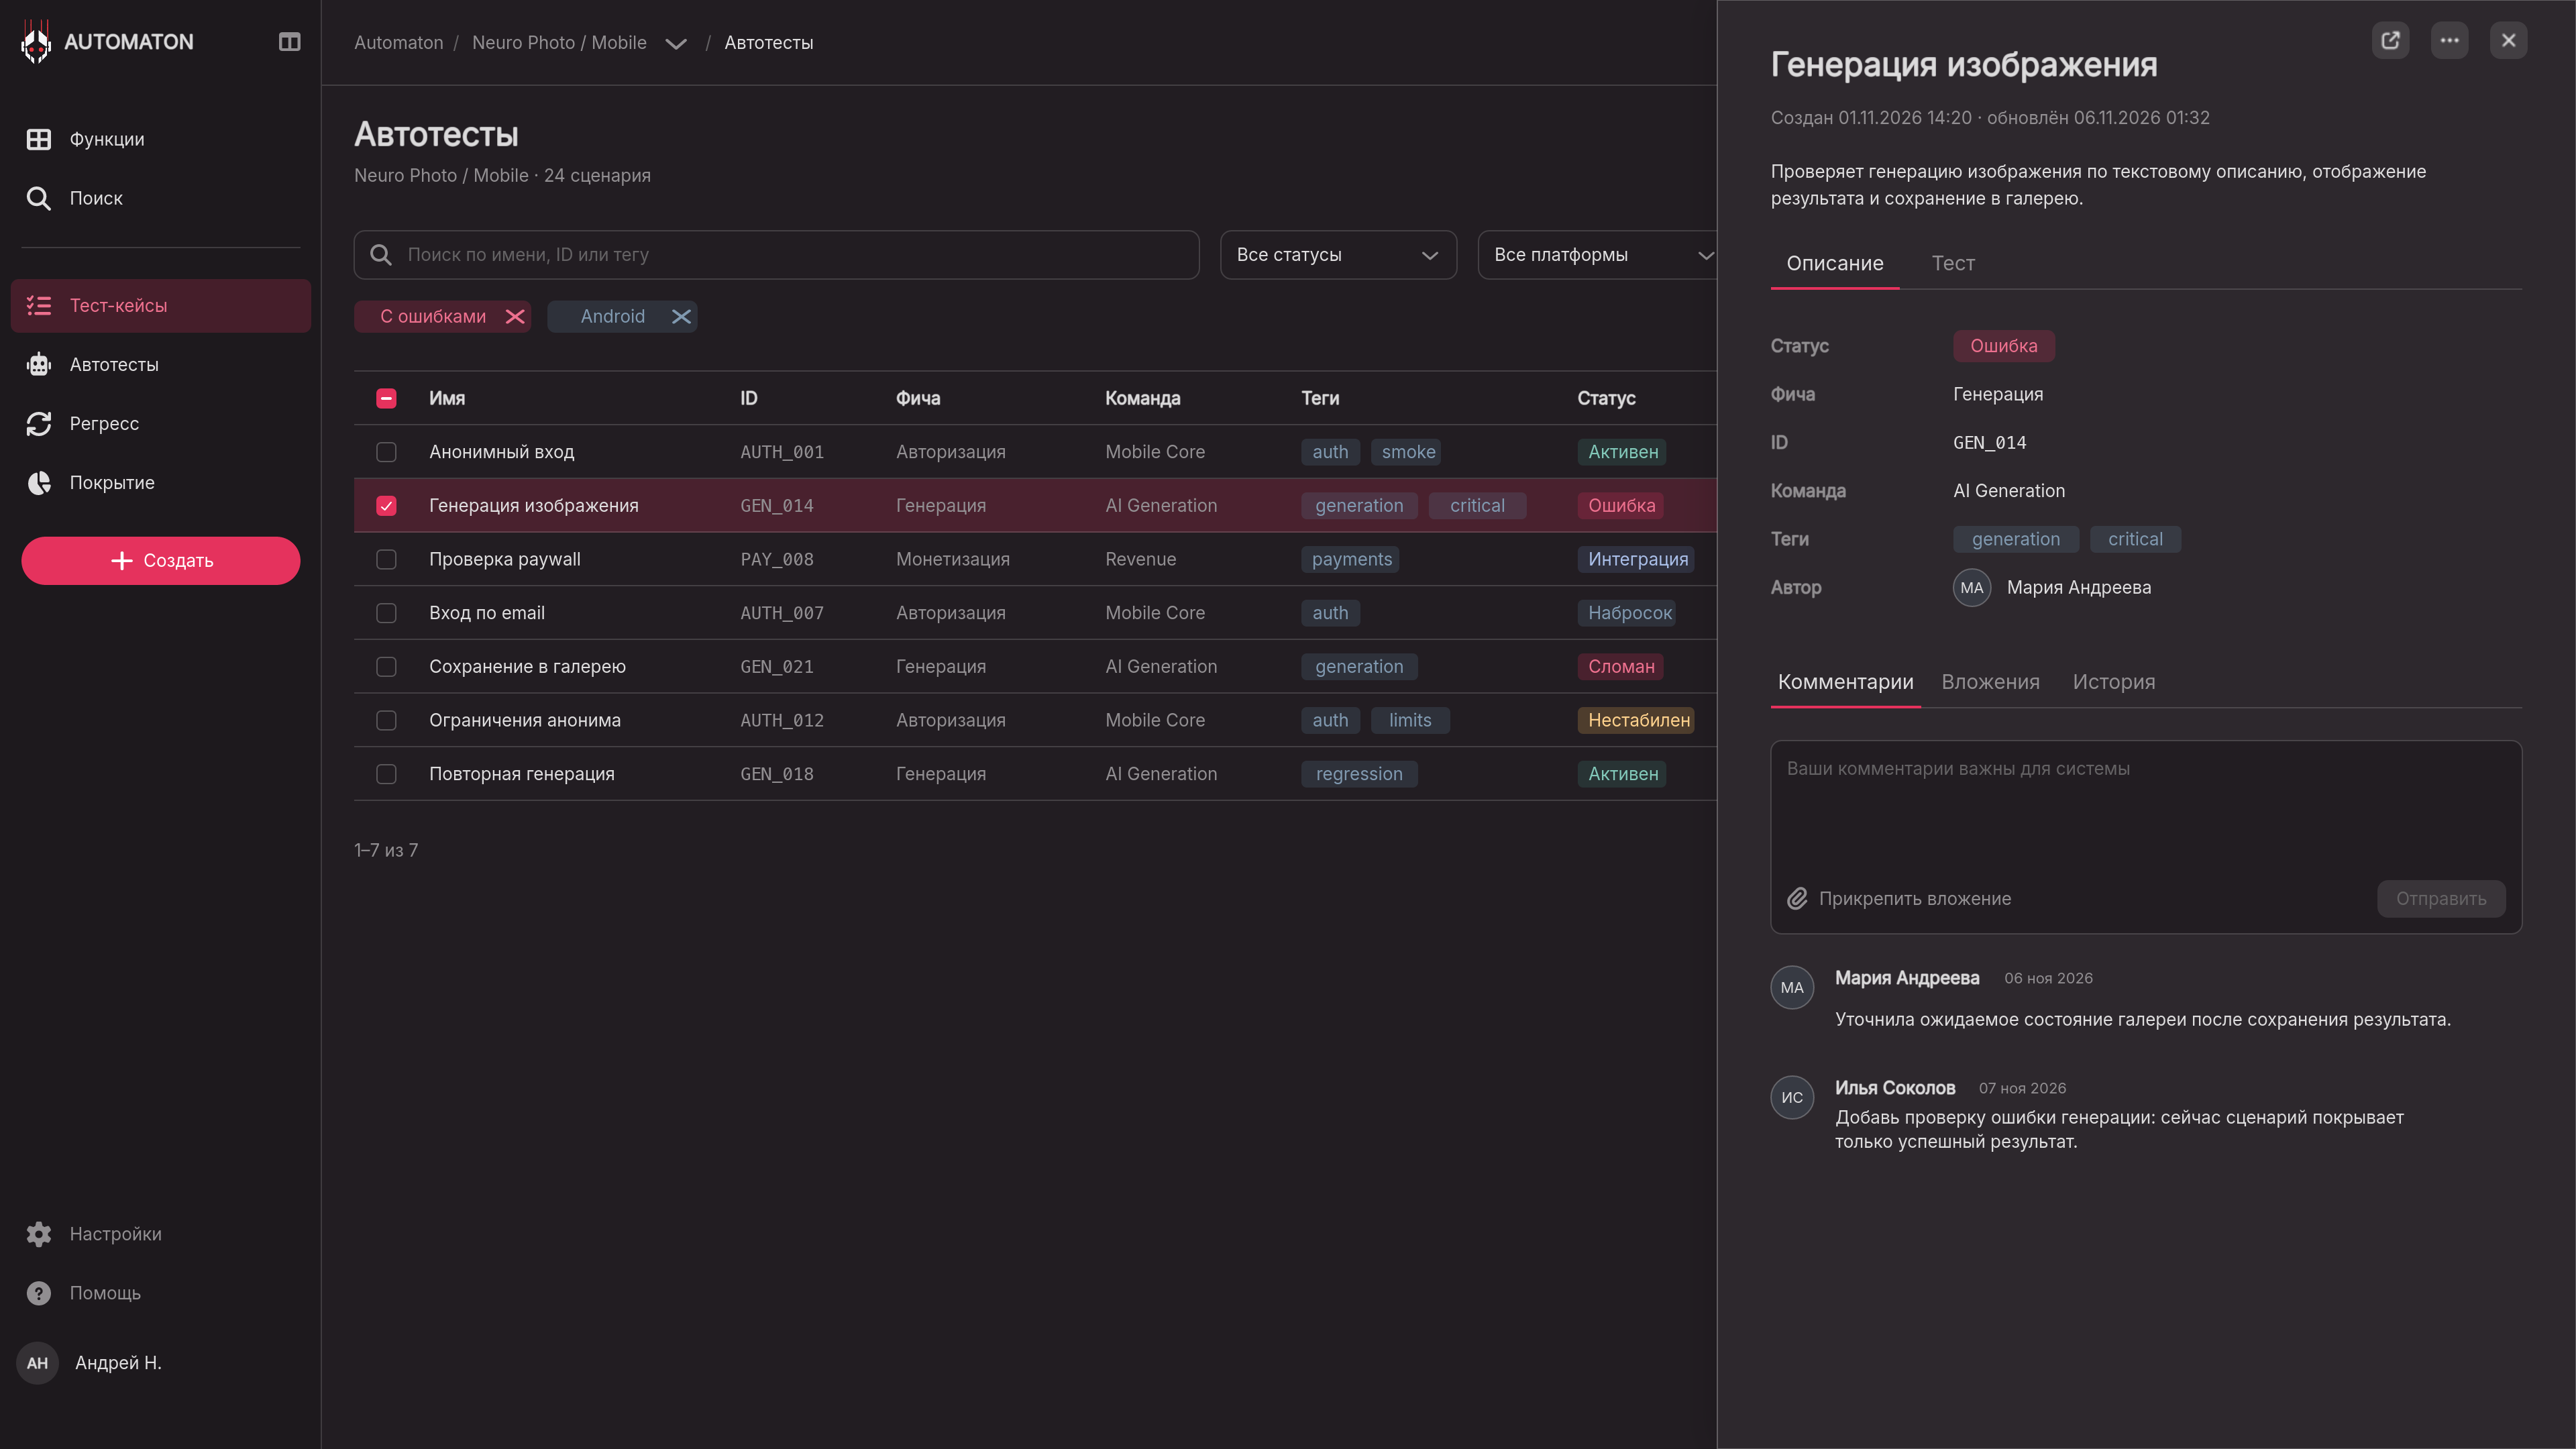 AUTOMATON
Функции
Поиск
Тест-кейсы
Автотесты
Регресс
Покрытие
Создать
Настройки
Помощь
АН Андрей Н.
Automaton / Neuro Photo / Mobile / Автотесты
Автотесты
Neuro Photo / Mobile · 24 сценария
Поиск по имени, ID или тегу
Все статусы
Все платформы
С ошибками
Android
Имя ID Фича Команда Теги Статус
Анонимный вход AUTH_001 Авторизация Mobile Core auth smoke Активен
Генерация изображения GEN_014 Генерация AI Generation generation critical Ошибка
Проверка paywall PAY_008 Монетизация Revenue payments Интеграция
Вход по email AUTH_007 Авторизация Mobile Core auth Набросок
Сохранение в галерею GEN_021 Генерация AI Generation generation Сломан
Ограничения анонима AUTH_012 Авторизация Mobile Core auth limits Нестабилен
Повторная генерация GEN_018 Генерация AI Generation regression Активен
1–7 из 7
Генерация изображения
Создан 01.11.2026 14:20 · обновлён 06.11.2026 01:32
Проверяет генерацию изображения по текстовому описанию, отображение
результата и сохранение в галерею.
Описание Тест
Статус Ошибка
Фича Генерация
ID GEN_014
Команда AI Generation
Теги generation critical
Автор МА Мария Андреева
Комментарии Вложения История
Ваши комментарии важны для системы
Прикрепить вложение Отправить
МА Мария Андреева 06 ноя 2026
Уточнила ожидаемое состояние галереи после сохранения результата.
ИС Илья Соколов 07 ноя 2026
Добавь проверку ошибки генерации: сейчас сценарий покрывает
только успешный результат.